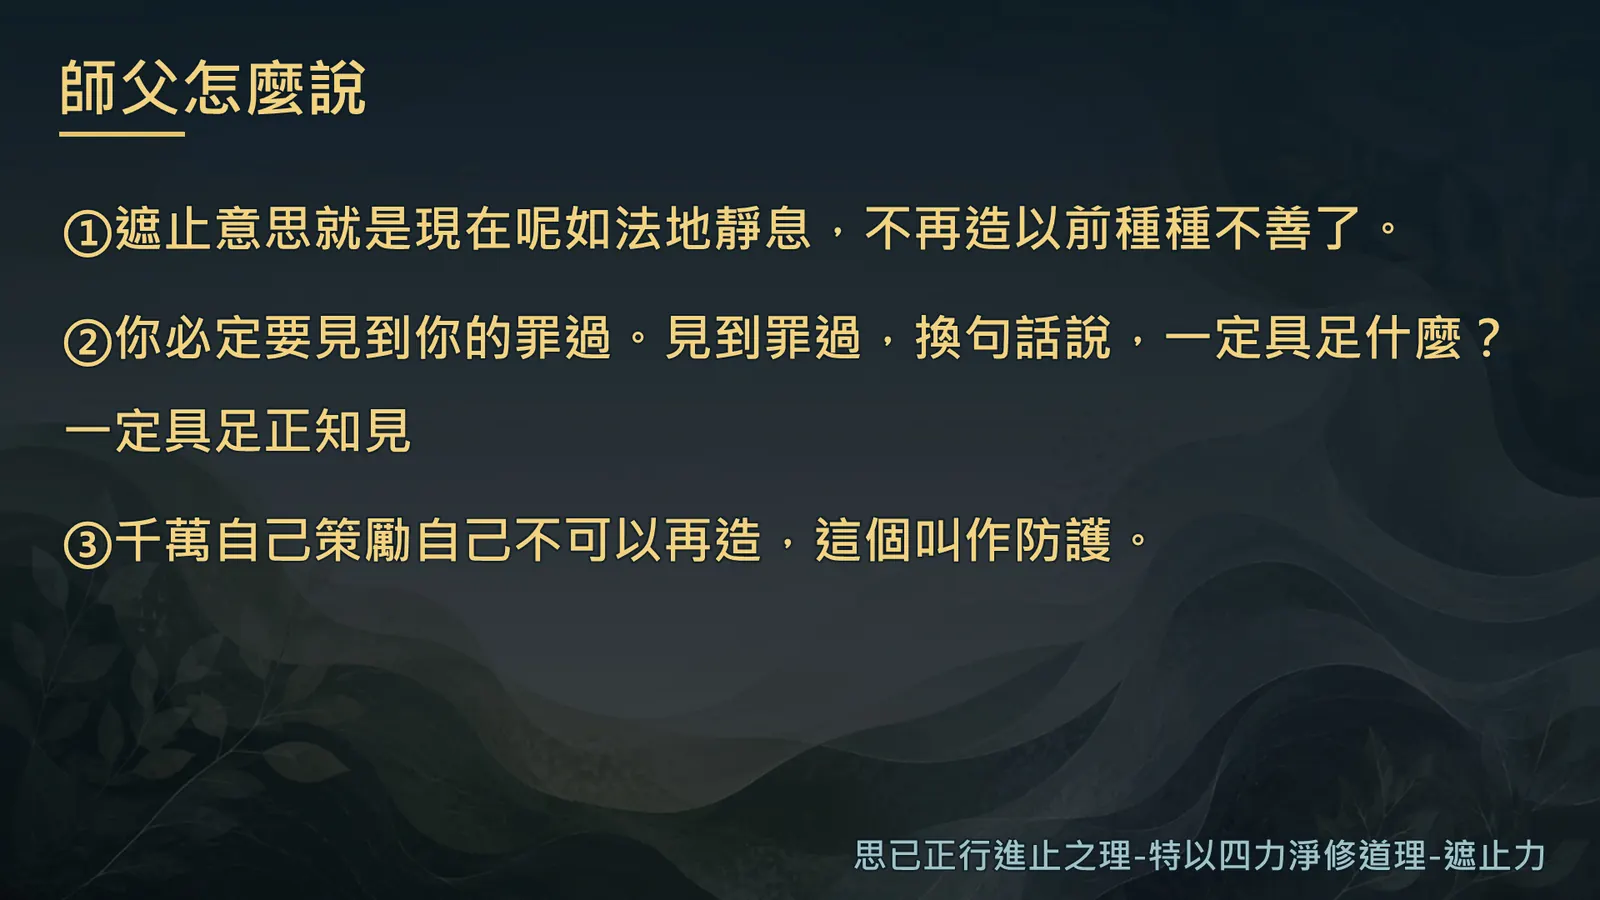 師父怎麼說
①遮止意思就是現在呢如法地靜息，不再造以前種種不善了。
②你必定要見到你的罪過。見到罪過，換句話說，一定具足什麼？
一定具足正知見
③千萬自己策勵自己不可以再造，這個叫作防護。
思已正行進止之理-特以四力淨修道理-遮止力